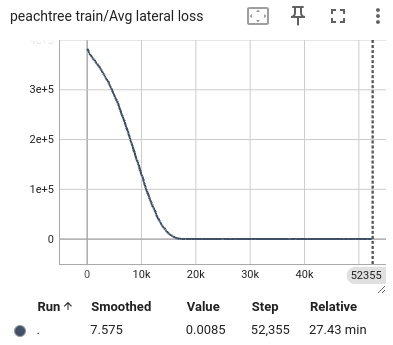 peachtree train/Avg lateral loss
3e+5
2e+5
1e+5
0
0 10k 20k 30k 40k 52355
Run ↑ Smoothed Value Step Relative
. 7.575 0.0085 52,355 27.43 min